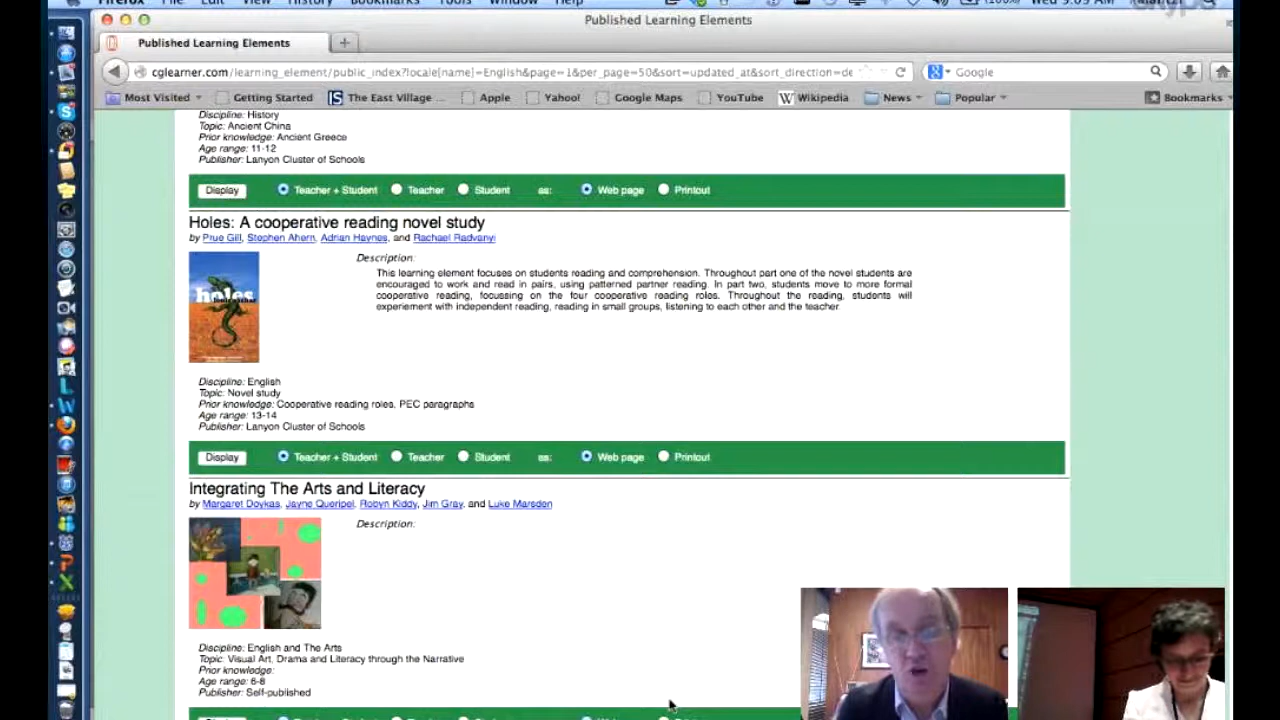 Firefox File Edit View History Bookmarks Tools Window Help
Published Learning Elements
Published Learning Elements
cglearner.com/learning_element/public_index?locale[name]=English&page=1&per_page=50&sort=updated_at&sort_direction=de
Google
Most Visited Getting Started The East Village ... Apple Yahoo! Google Maps YouTube Wikipedia News Popular Bookmarks
Discipline: History
Topic: Ancient China
Prior knowledge: Ancient Greece
Age range: 11-12
Publisher: Lanyon Cluster of Schools
Display Teacher + Student Teacher Student as: Web page Printout
Holes: A cooperative reading novel study
by Prue Gill, Stephen Ahern, Adrian Haynes, and Rachael Radvanyi
Description:
This learning element focuses on students reading and comprehension. Throughout part one of the novel students are
encouraged to work and read in pairs, using patterned partner reading. In part two, students move to more formal
cooperative reading, focussing on the four cooperative reading roles. Throughout the reading, students will
experiement with independent reading, reading in small groups, listening to each other and the teacher
holes
Discipline: English
Topic: Novel study
Prior knowledge: Cooperative reading roles, PEC paragraphs
Age range: 13-14
Publisher: Lanyon Cluster of Schools
Display Teacher + Student Teacher Student as: Web page Printout
Integrating The Arts and Literacy
by Margaret Doykas, Jayne Queripel, Robyn Kiddy, Jim Gray, and Luke Marsden
Description:
Discipline: English and The Arts
Topic: Visual Art, Drama and Literacy through the Narrative
Prior knowledge:
Age range: 6-8
Publisher: Self-published